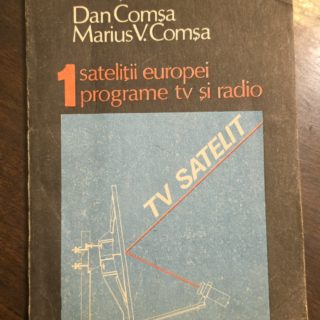 Dan Comşa
Marius V. Comşa
1 sateliţii europei
programe tv şi radio
TV SATELIT